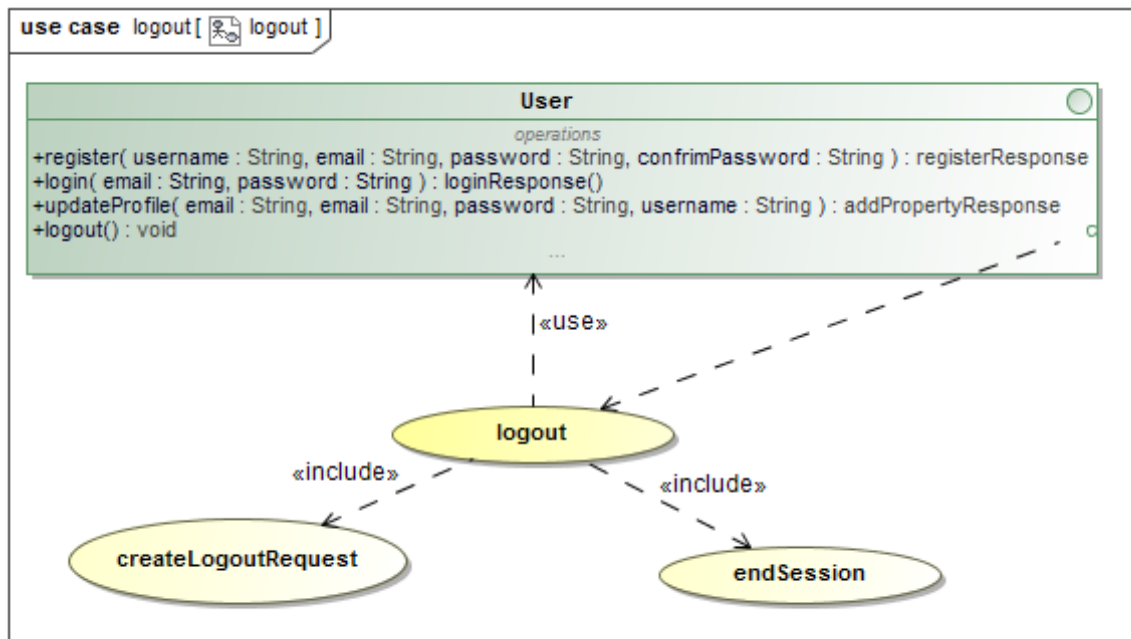 use case logout[ logout ]
User
operations
+register( username : String, email : String, password : String, confrimPassword : String ) : registerResponse
+login( email : String, password : String ) : loginResponse()
+updateProfile( email : String, email : String, password : String, username : String ) : addPropertyResponse
+logout() : void
...
«use»
logout
«include»
«include»
createLogoutRequest
endSession